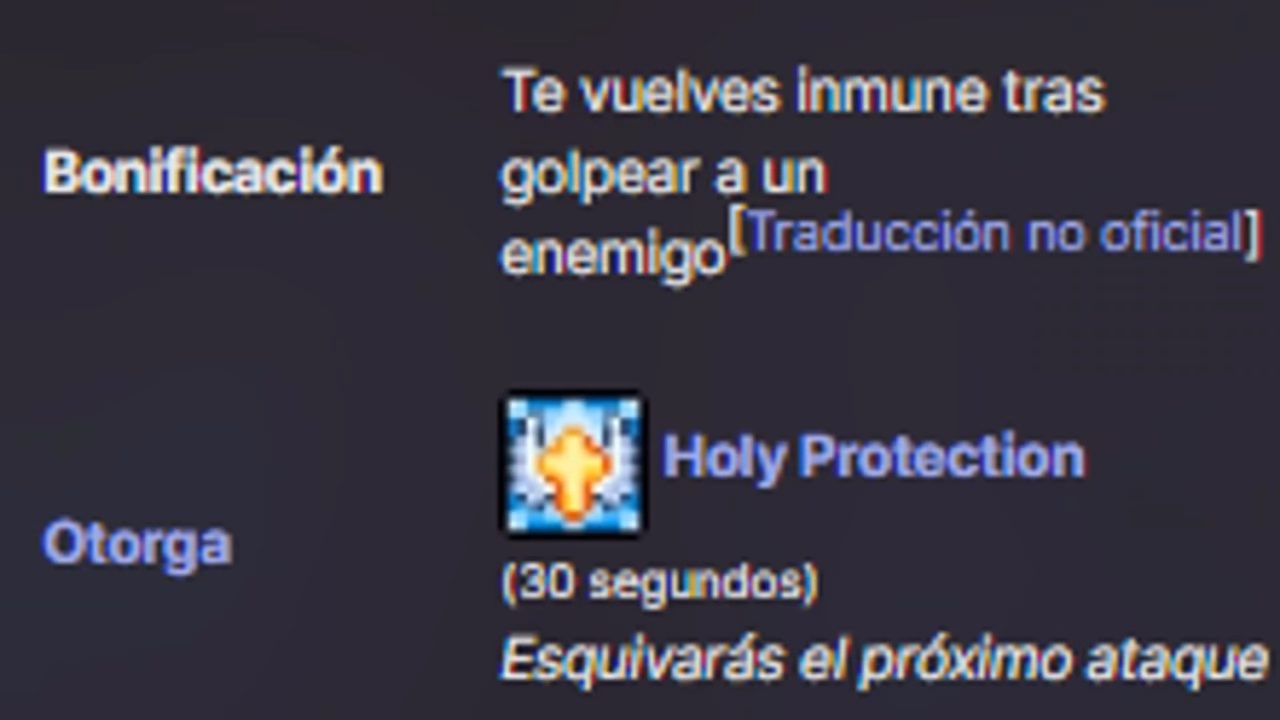 Bonificación
Te vuelves inmune tras
golpear a un
enemigo[Traducción no oficial]
Otorga
Holy Protection
(30 segundos)
Esquivarás el próximo ataque